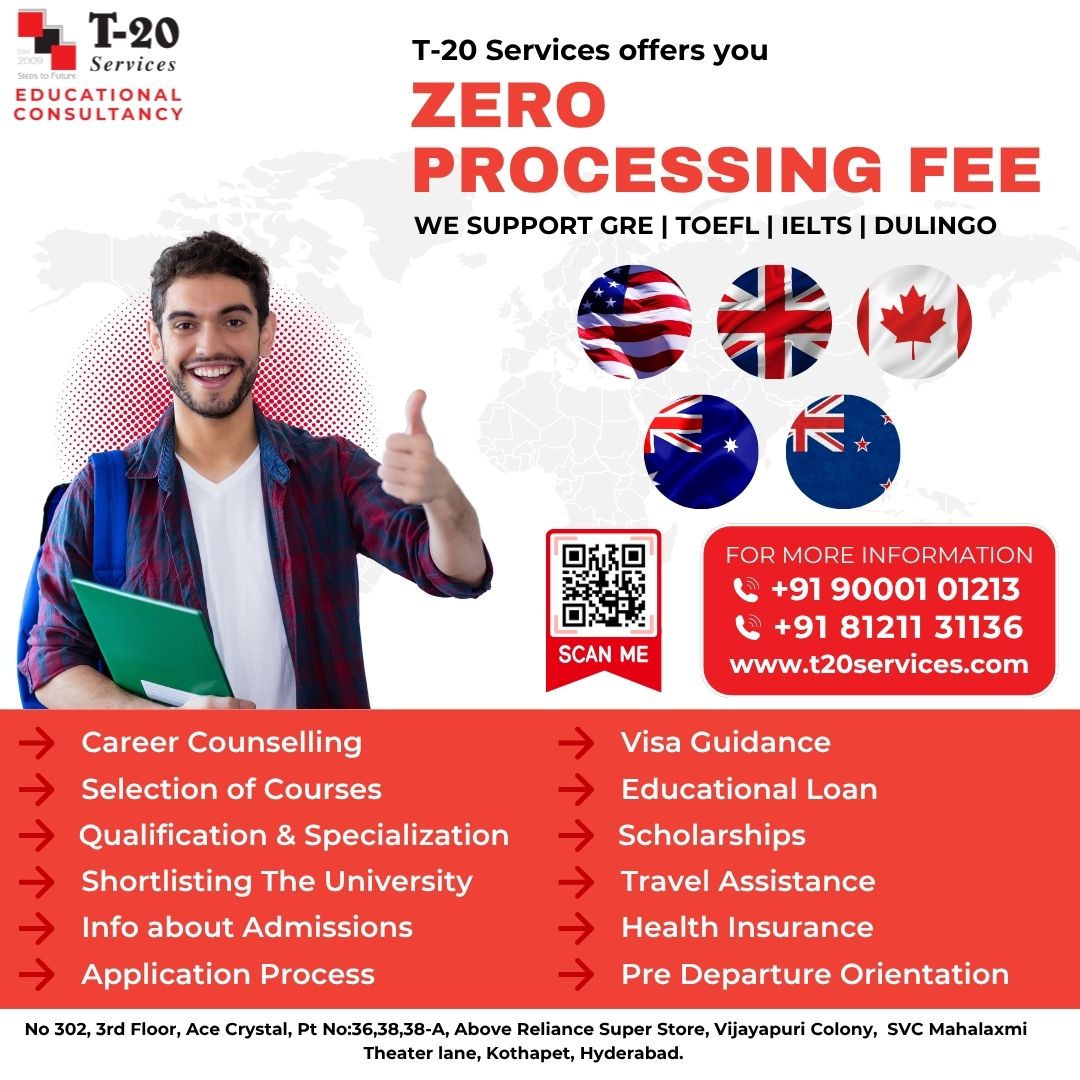 T-20
Services
Estd
2009
Steps to Future
EDUCATIONAL
CONSULTANCY
T-20 Services offers you
ZERO
PROCESSING FEE
WE SUPPORT GRE | TOEFL | IELTS | DULINGO
SCAN ME
FOR MORE INFORMATION
+91 90001 01213
+91 81211 31136
www.t20services.com
Career Counselling
Selection of Courses
Qualification & Specialization
Shortlisting The University
Info about Admissions
Application Process
Visa Guidance
Educational Loan
Scholarships
Travel Assistance
Health Insurance
Pre Departure Orientation
No 302, 3rd Floor, Ace Crystal, Pt No:36,38,38-A, Above Reliance Super Store, Vijayapuri Colony, SVC Mahalaxmi
Theater lane, Kothapet, Hyderabad.